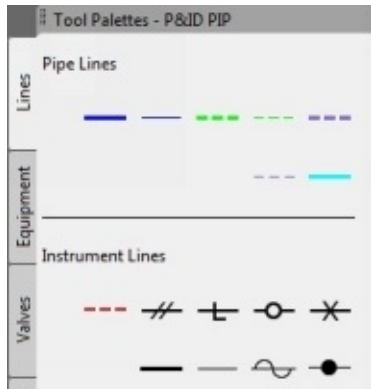 Tool Palettes - P&ID PIP
Lines
Pipe Lines
Equipment
Instrument Lines
Valves